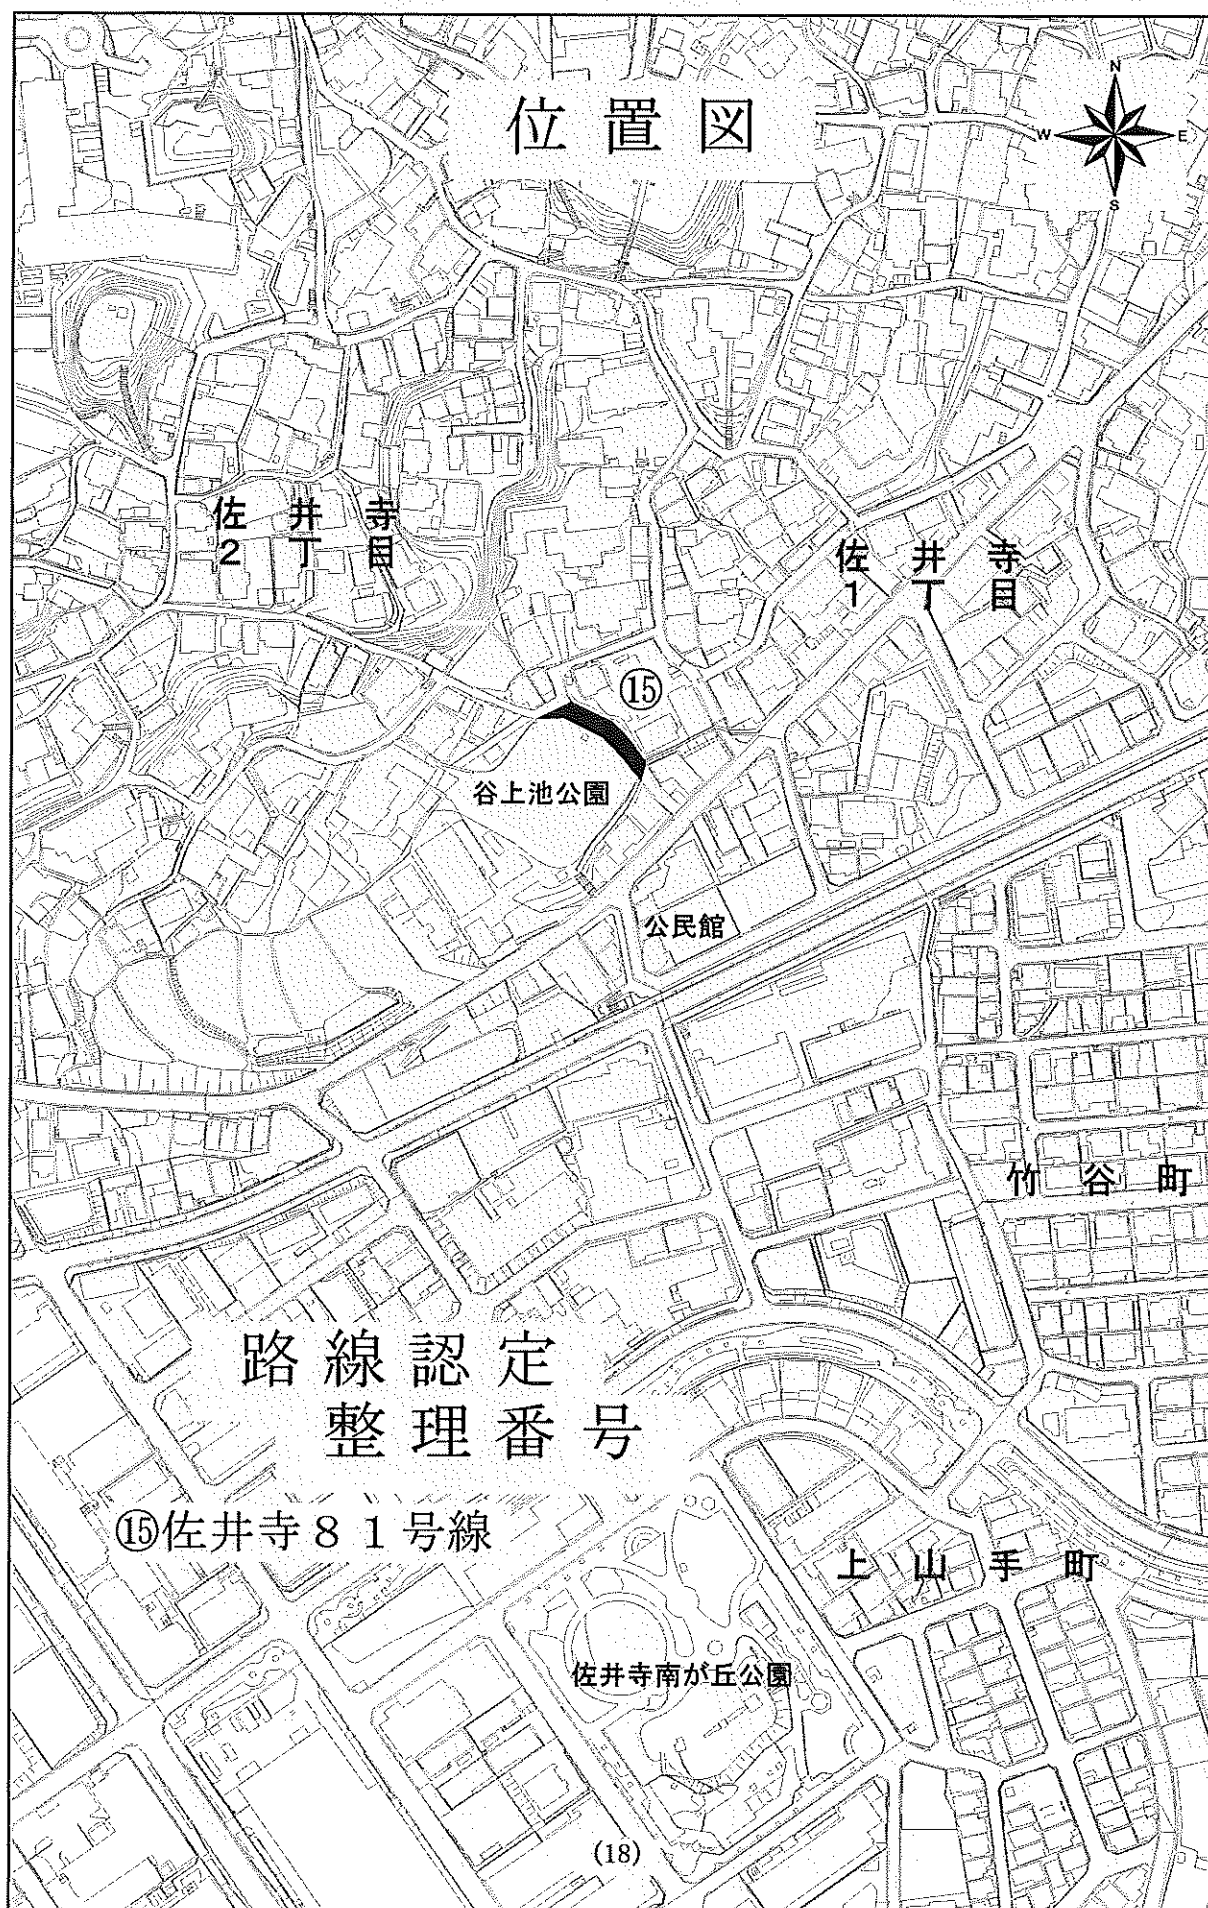 位置図
N
W
E
S
佐井寺
2丁目
佐井寺
1丁目
⑮
谷上池公園
公民館
竹谷町
路線認定
整理番号
⑮佐井寺81号線
上山手町
佐井寺南が丘公園
(18)